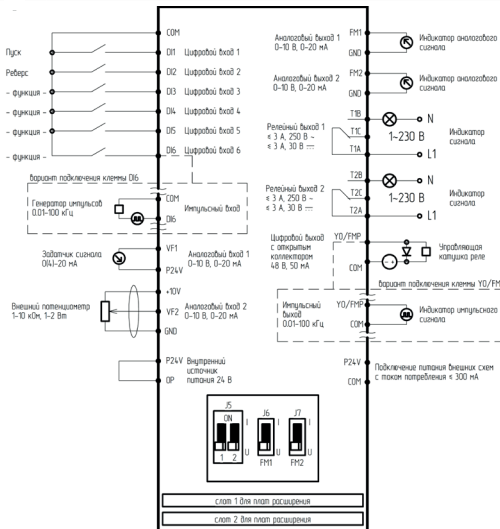 COM
Пуск
DI1 Цифровой вход 1
Реверс
DI2 Цифровой вход 2
- функция -
DI3 Цифровой вход 3
- функция -
DI4 Цифровой вход 4
- функция -
DI5 Цифровой вход 5
- функция -
DI6 Цифровой вход 6
вариант подключения клеммы DI6
Генератор импульсов
0.01-100 кГц
COM
DI6
Импульсный вход
Задатчик сигнала
0(4)-20 мА
VF1
P24V
Аналоговый вход 1
0-10 В, 0-20 мА
Внешний потенциометр
1-10 кОм, 1-2 Вт
+10V
VF2
GND
Аналоговый вход 2
0-10 В, 0-20 мА
P24V
OP
Внутренний
источник
питания 24 В
Аналоговый выход 1
0-10 В, 0-20 мА
FM1
GND
Индикатор аналогового
сигнала
Аналоговый выход 2
0-10 В, 0-20 мА
FM2
GND
Индикатор аналогового
сигнала
Релейный выход 1
≤ 3 А, 250 В ~
≤ 3 А, 30 В ⎓
T1B
T1C
T1A
N
1~230 В
L1
Индикатор
сигнала
Релейный выход 2
≤ 3 А, 250 В ~
≤ 3 А, 30 В ⎓
T2B
T2C
T2A
N
1~230 В
L1
Индикатор
сигнала
Цифровой выход
с открытым
коллектором
48 В, 50 мА
YO/FMP
COM
Управляющая
катушка реле
вариант подключения клеммы YO/FM
Импульсный
выход
0.01-100 кГц
YO/FMP
COM
Индикатор импульсного
сигнала
P24V
COM
Подключение питания внешних схем
с током потребления ≤ 300 мА
J5
ON
I
U
1 2
J6
I
U
FM1
J7
I
U
FM2
слот 1 для плат расширения
слот 2 для плат расширения